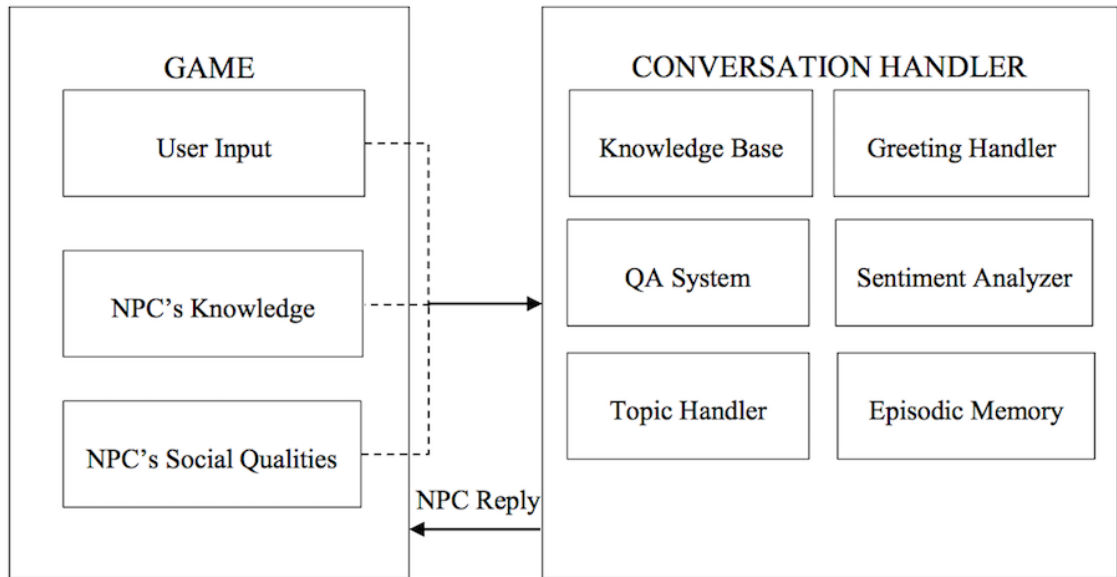 GAME
User Input
NPC’s Knowledge
NPC’s Social Qualities
NPC Reply
CONVERSATION HANDLER
Knowledge Base
Greeting Handler
QA System
Sentiment Analyzer
Topic Handler
Episodic Memory